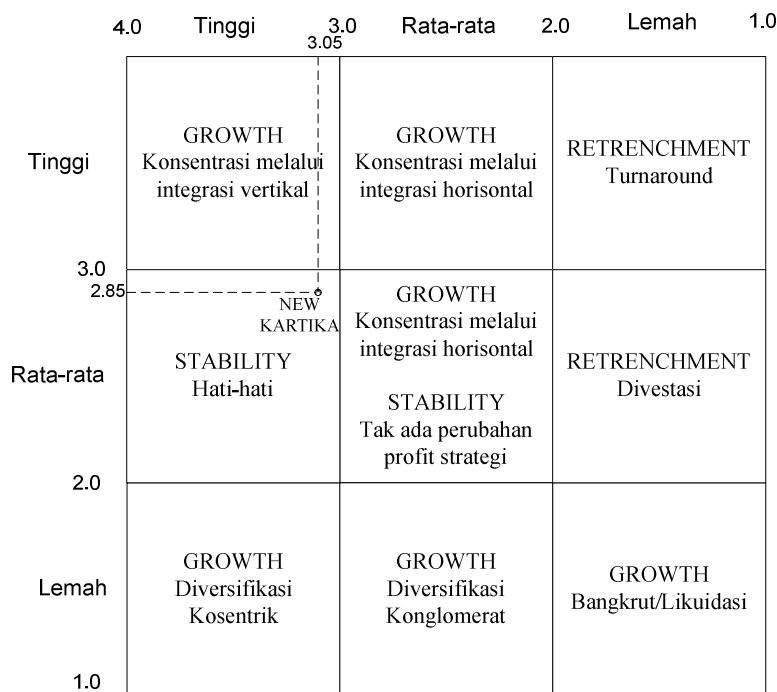 4.0 Tinggi 3.0 Rata-rata 2.0 Lemah 1.0
3.05
Tinggi
GROWTH
Konsentrasi melalui
integrasi vertikal
GROWTH
Konsentrasi melalui
integrasi horisontal
RETRENCHMENT
Turnaround
3.0
2.85
NEW
KARTIKA
Rata-rata
STABILITY
Hati-hati
GROWTH
Konsentrasi melalui
integrasi horisontal
STABILITY
Tak ada perubahan
profit strategi
RETRENCHMENT
Divestasi
2.0
Lemah
GROWTH
Diversifikasi
Kosentrik
GROWTH
Diversifikasi
Konglomerat
GROWTH
Bangkrut/Likuidasi
1.0